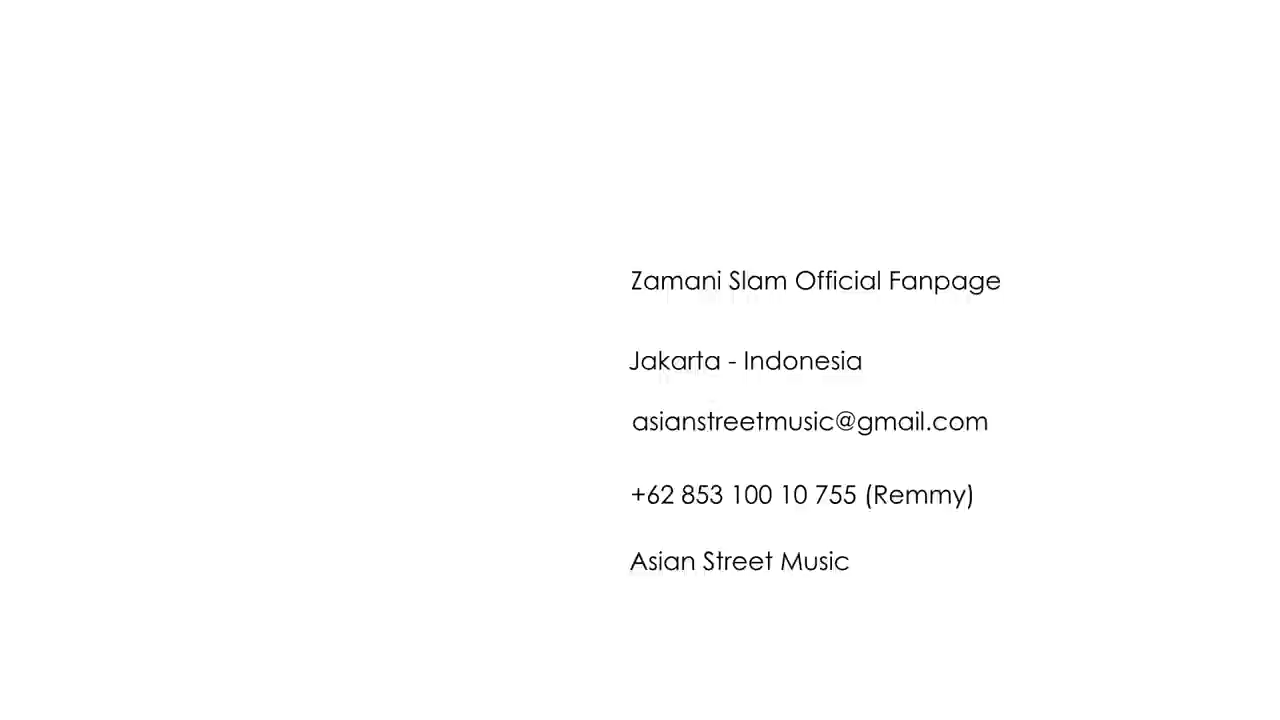 Zamani Slam Official Fanpage
Jakarta - Indonesia
asianstreetmusic@gmail.com
+62 853 100 10 755 (Remmy)
Asian Street Music